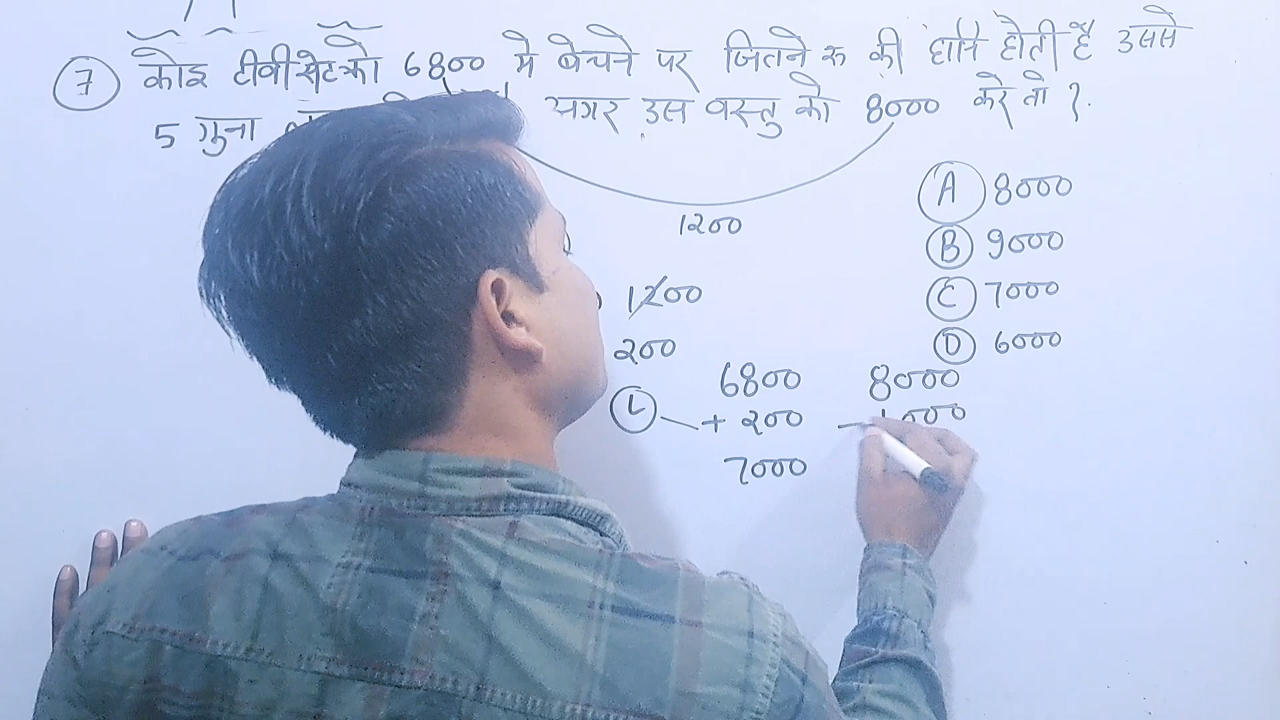 7 कोइ टीवी सेट को 6800 मे बेचने पर जितने रु की हानि होती है उससे
5 गुना अगर उस वस्तु को 8000 करे तो ?.
1200
A 8000
B 9000
C 7000
D 6000
1200
200
L
6800 8000
+ 200 - 1000
7000